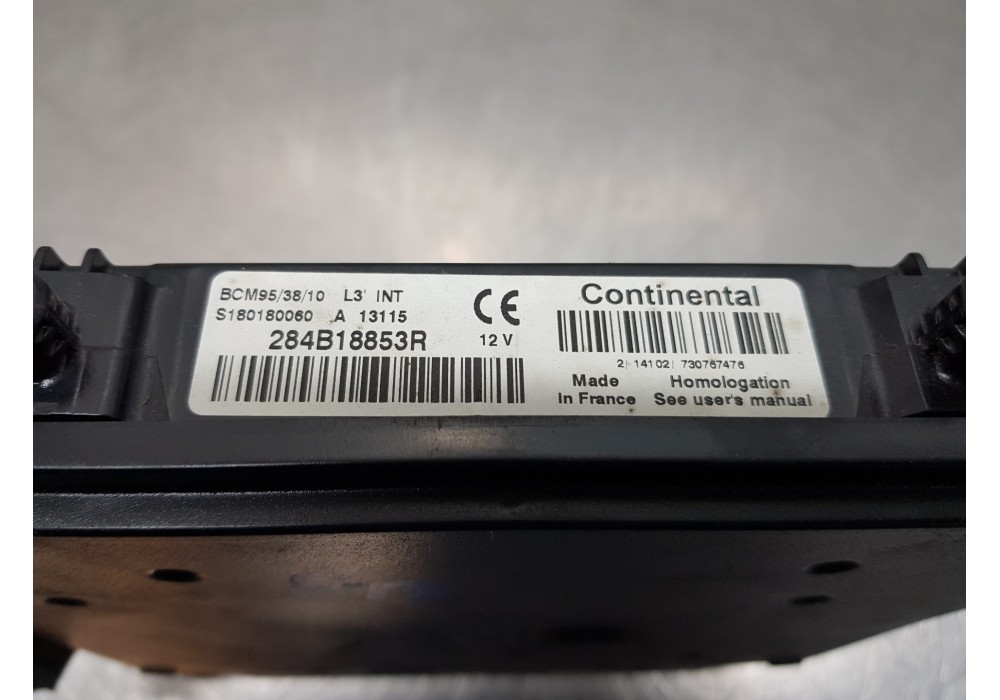 BCM95/38/10 L3' INT
S180180060 A 13115
284B18853R
CE
12 V
Continental
2|14102|730767476
Made
in France
Homologation
See user's manual